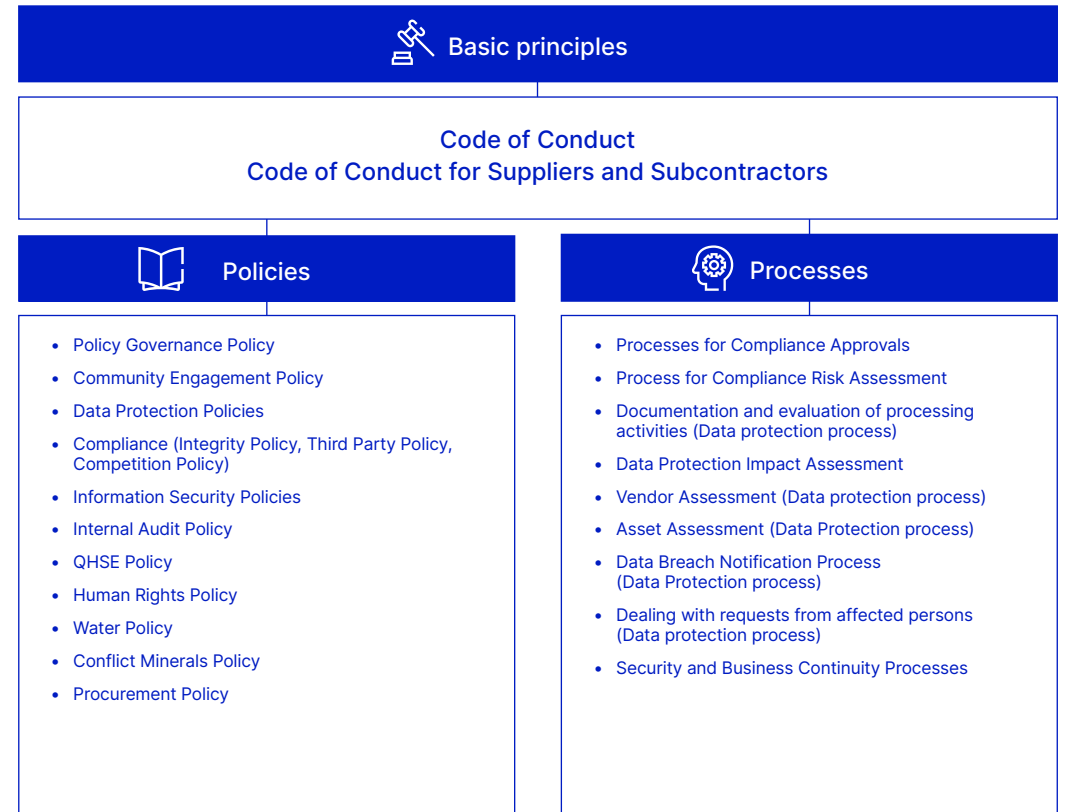 Basic principles
Code of Conduct
Code of Conduct for Suppliers and Subcontractors
Policies
• Policy Governance Policy
• Community Engagement Policy
• Data Protection Policies
• Compliance (Integrity Policy, Third Party Policy,
Competition Policy)
• Information Security Policies
• Internal Audit Policy
• QHSE Policy
• Human Rights Policy
• Water Policy
• Conflict Minerals Policy
• Procurement Policy
Processes
• Processes for Compliance Approvals
• Process for Compliance Risk Assessment
• Documentation and evaluation of processing
activities (Data protection process)
• Data Protection Impact Assessment
• Vendor Assessment (Data protection process)
• Asset Assessment (Data Protection process)
• Data Breach Notification Process
(Data Protection process)
• Dealing with requests from affected persons
(Data protection process)
• Security and Business Continuity Processes